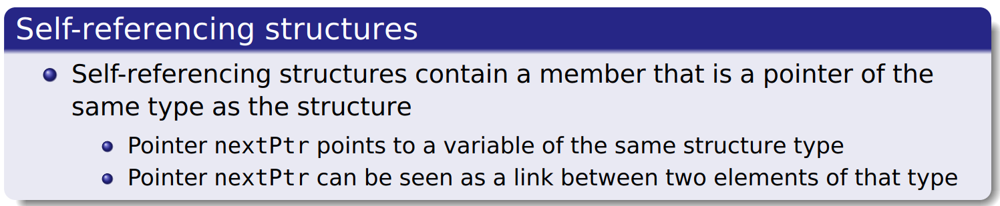 Self-referencing structures
Self-referencing structures contain a member that is a pointer of the
same type as the structure
Pointer nextPtr points to a variable of the same structure type
Pointer nextPtr can be seen as a link between two elements of that type